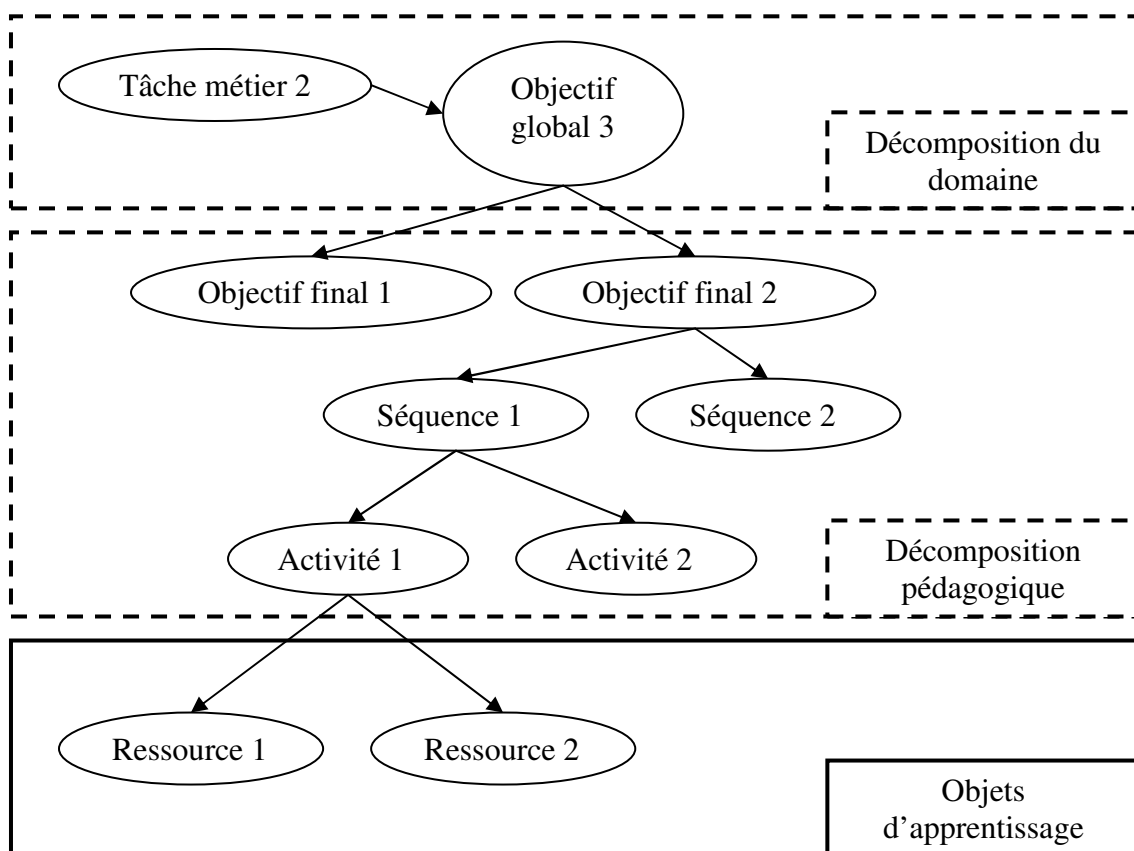 Tâche métier 2
Objectif
global 3
Décomposition du
domaine
Objectif final 1
Objectif final 2
Séquence 1
Séquence 2
Activité 1
Activité 2
Décomposition
pédagogique
Ressource 1
Ressource 2
Objets
d’apprentissage